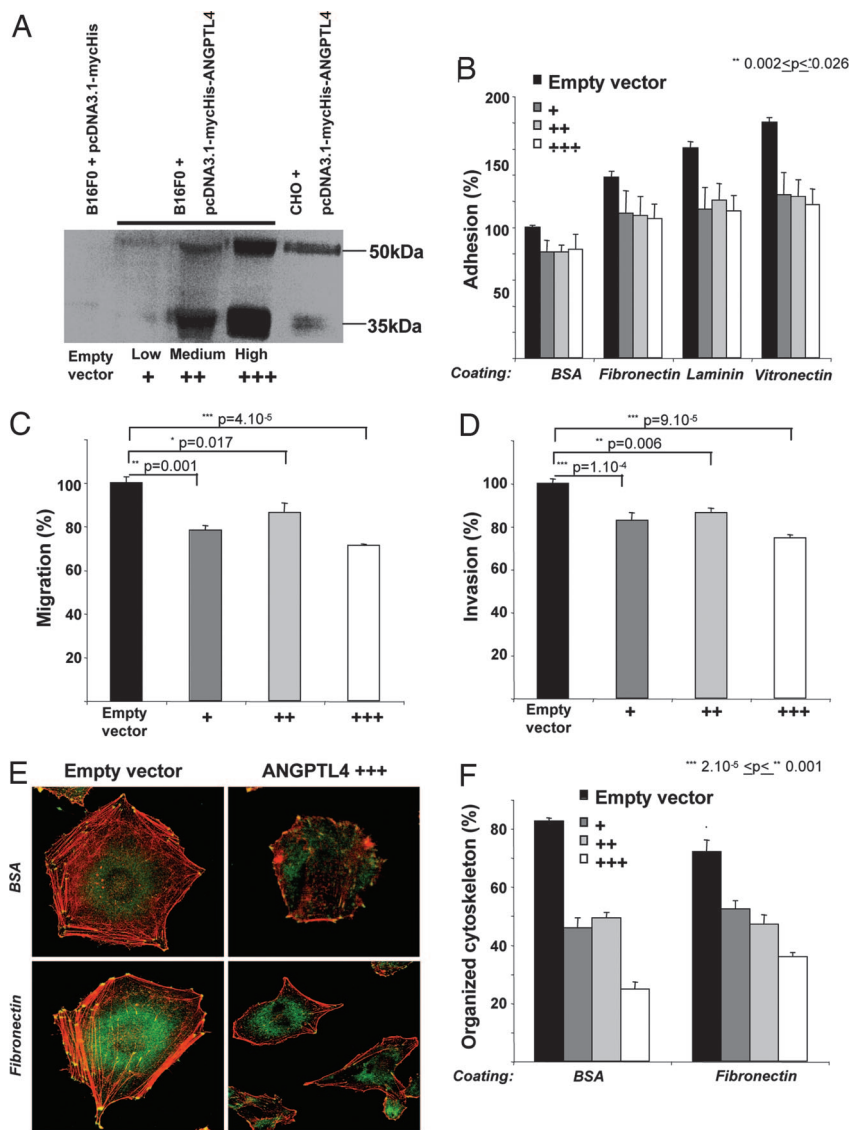 A
B16F0 + pcDNA3.1-mycHis
B16F0 +
pcDNA3.1-mycHis-ANGPTL4
CHO +
pcDNA3.1-mycHis-ANGPTL4
50kDa
35kDa
Empty
vector
Low
+
Medium
++
High
+++
B
** 0.002≤p≤*0.026
Empty vector
+
++
+++
Adhesion (%)
200
150
100
50
Coating:
BSA
Fibronectin
Laminin
Vitronectin
C
*** p=4.10-5
* p=0.017
** p=0.001
Migration (%)
100
80
60
40
20
Empty
vector
+
++
+++
D
*** p=9.10-5
** p=0.006
*** p=1.10-4
Invasion (%)
100
80
60
40
20
Empty
vector
+
++
+++
E
Empty vector
ANGPTL4 +++
BSA
Fibronectin
F
*** 2.10-5 ≤p≤ ** 0.001
Empty vector
+
++
+++
Organized cytoskeleton (%)
80
60
40
20
0
Coating:
BSA
Fibronectin